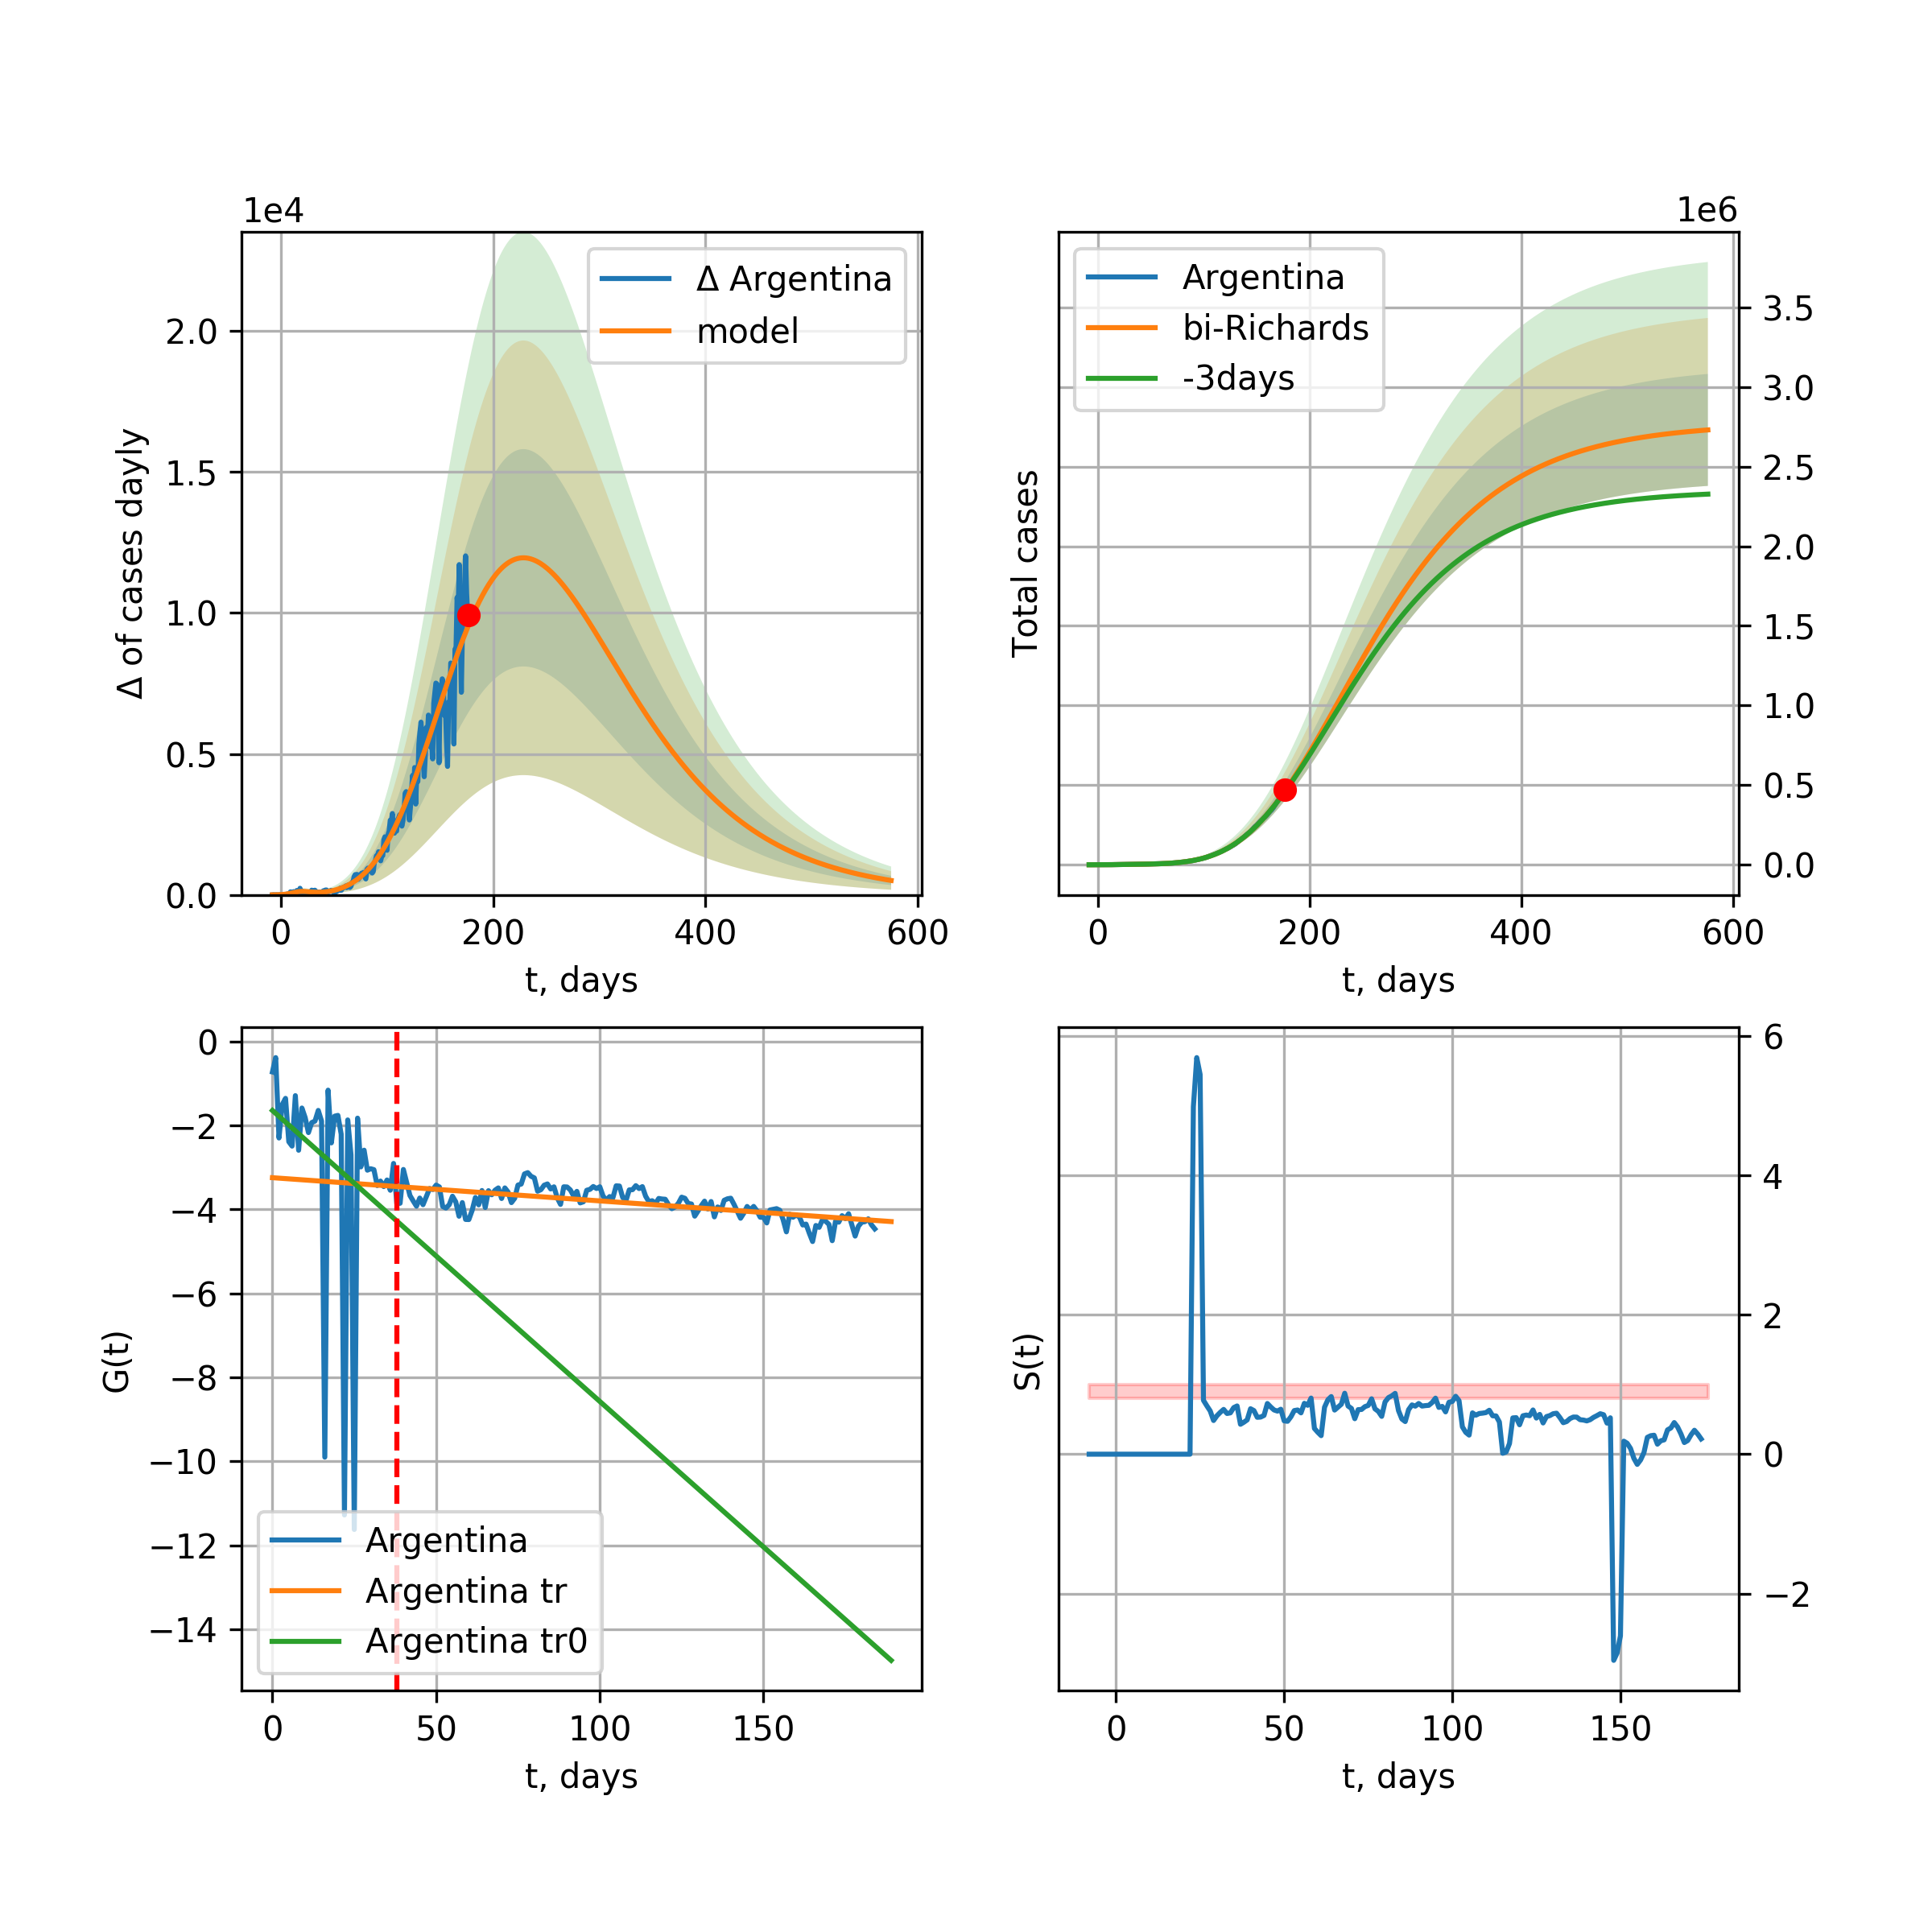 1e4
Δ of cases dayly
2.0
1.5
1.0
0.5
0.0
Δ Argentina
model
0 200 400 600
t, days
1e6
Total cases
Argentina
bi-Richards
-3days
3.5
3.0
2.5
2.0
1.5
1.0
0.5
0.0
0 200 400 600
t, days
G(t)
0
−2
−4
−6
−8
−10
−12
−14
Argentina
Argentina tr
Argentina tr0
0 50 100 150
t, days
S(t)
6
4
2
0
−2
0 50 100 150
t, days